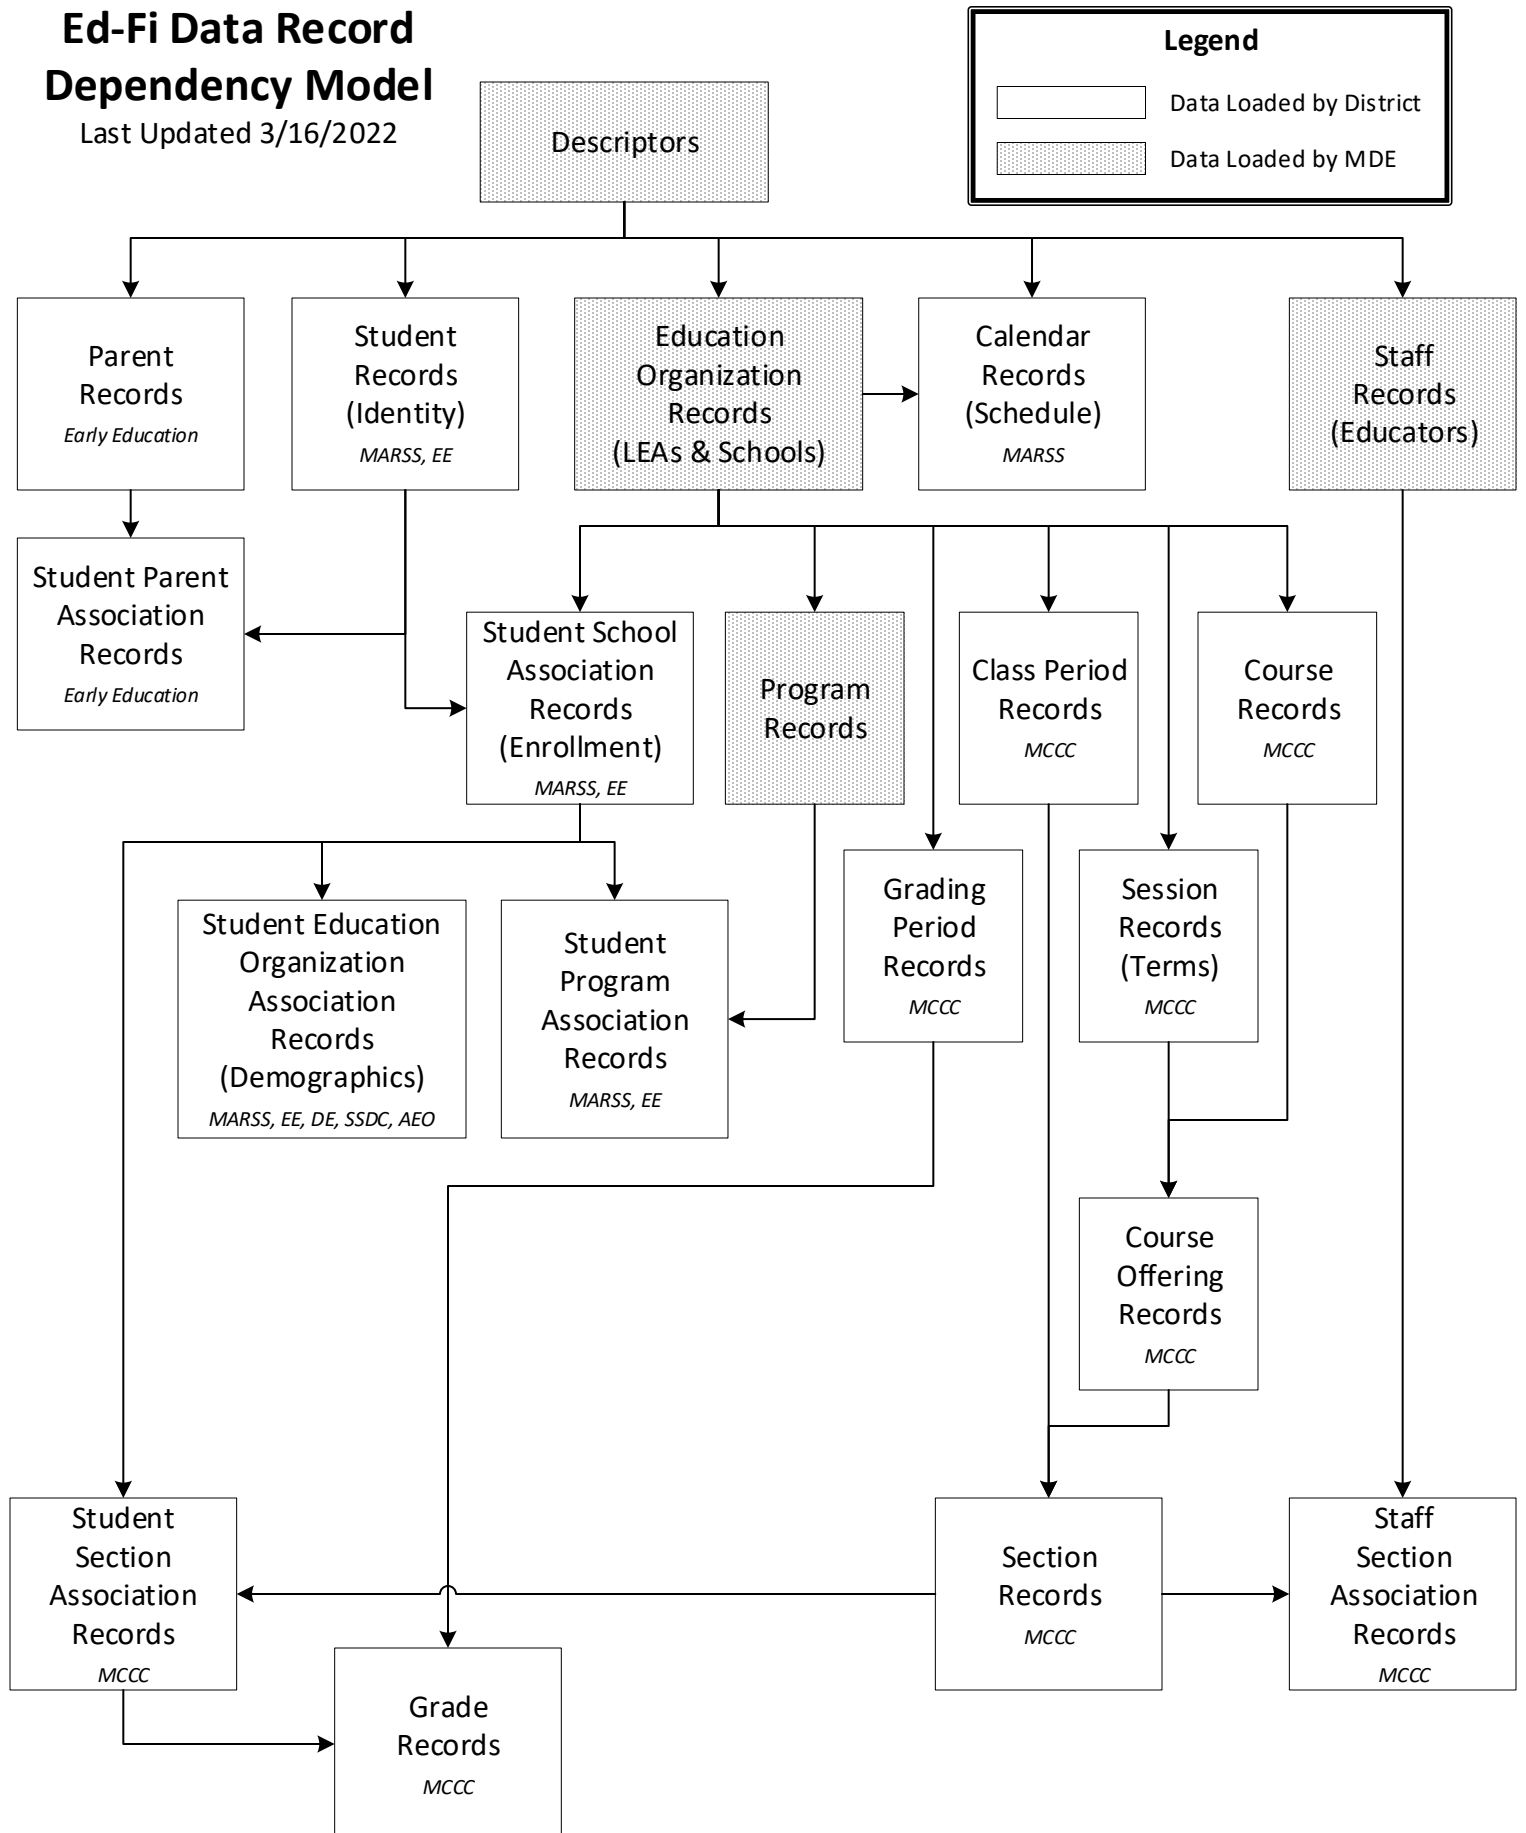 Ed-Fi Data Record
Dependency Model
Last Updated 3/16/2022
Legend
Data Loaded by District
Data Loaded by MDE
Descriptors
Parent
Records
Early Education
Student
Records
(Identity)
MARSS, EE
Education
Organization
Records
(LEAs & Schools)
Calendar
Records
(Schedule)
MARSS
Staff
Records
(Educators)
Student Parent
Association
Records
Early Education
Student School
Association
Records
(Enrollment)
MARSS, EE
Program
Records
Class Period
Records
MCCC
Course
Records
MCCC
Student Education
Organization
Association
Records
(Demographics)
MARSS, EE, DE, SSDC, AEO
Student
Program
Association
Records
MARSS, EE
Grading
Period
Records
MCCC
Session
Records
(Terms)
MCCC
Course
Offering
Records
MCCC
Student
Section
Association
Records
MCCC
Section
Records
MCCC
Staff
Section
Association
Records
MCCC
Grade
Records
MCCC